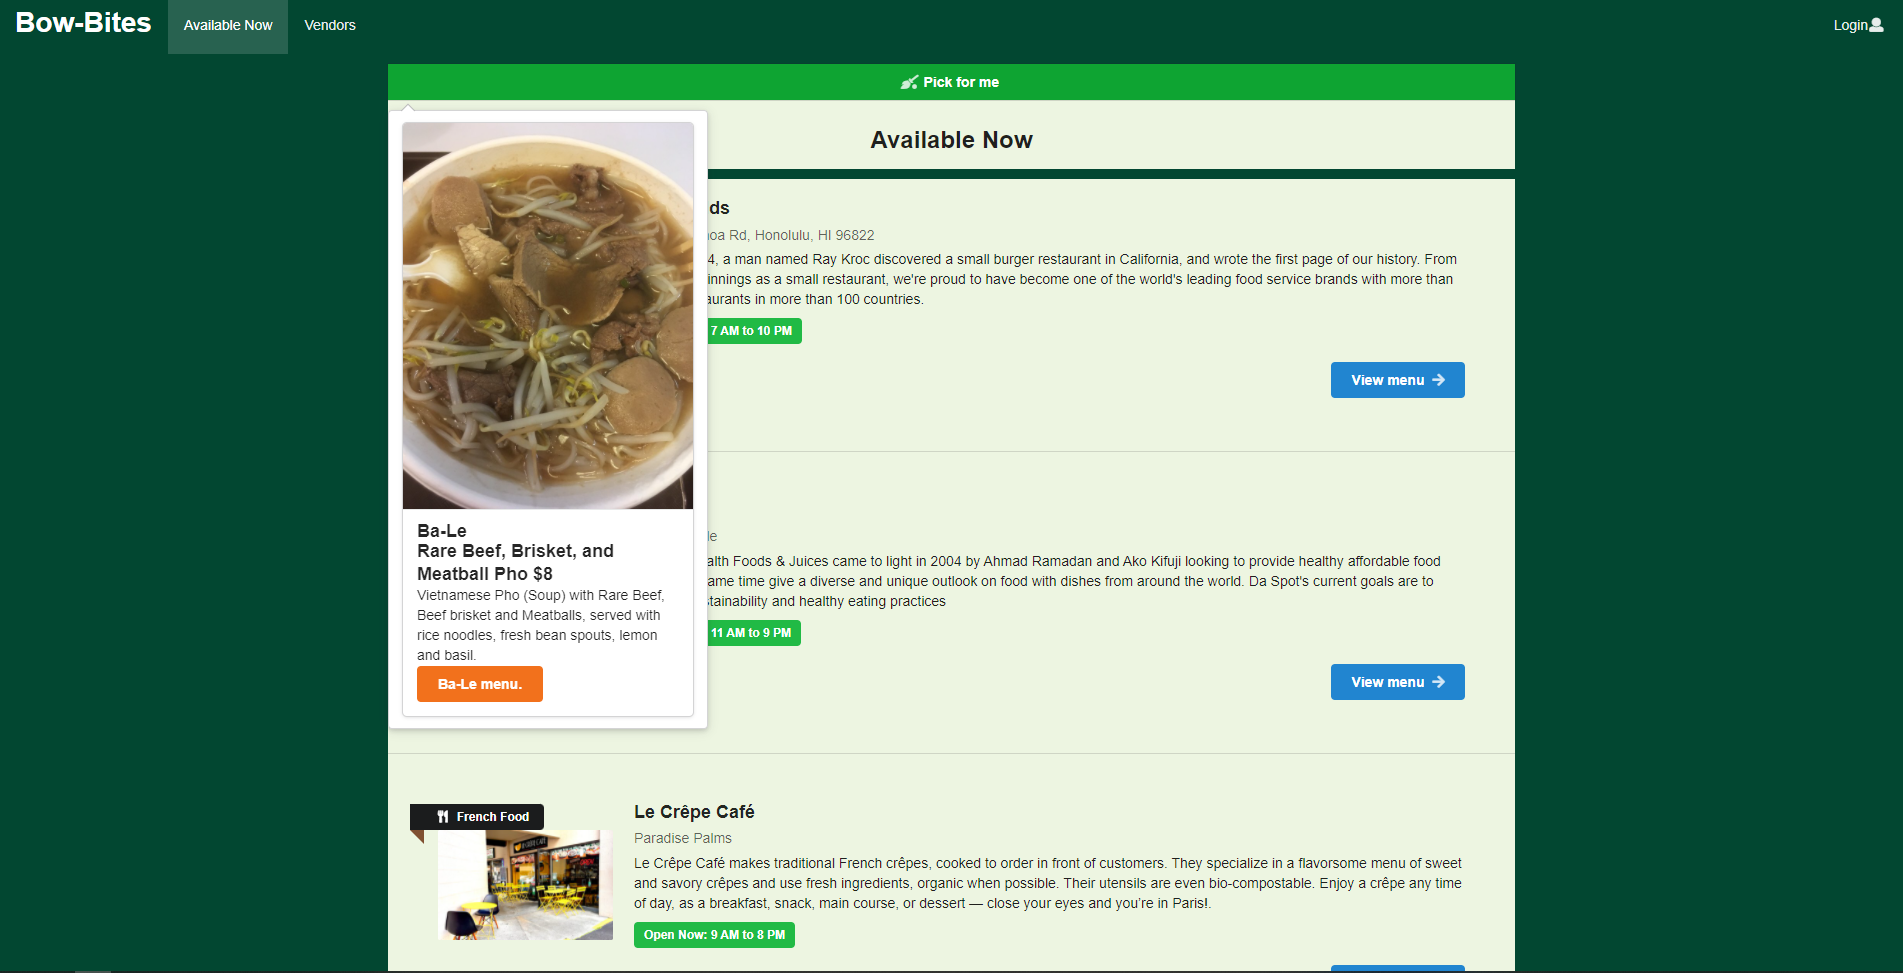 Bow-Bites
Available Now
Vendors
Login
Pick for me
Available Now
ds
Rd, Honolulu, HI 96822
4, a man named Ray Kroc discovered a small burger restaurant in California, and wrote the first page of our history. From
innings as a small restaurant, we're proud to have become one of the world's leading food service brands with more than
aurants in more than 100 countries.
7 AM to 10 PM
View menu
Ba-Le
Rare Beef, Brisket, and
Meatball Pho $8
Vietnamese Pho (Soup) with Rare Beef,
Beef brisket and Meatballs, served with
rice noodles, fresh bean spouts, lemon
and basil.
Ba-Le menu.
le
alth Foods & Juices came to light in 2004 by Ahmad Ramadan and Ako Kifuji looking to provide healthy affordable food
ame time give a diverse and unique outlook on food with dishes from around the world. Da Spot's current goals are to
stainability and healthy eating practices
11 AM to 9 PM
View menu
French Food
Le Crêpe Café
Paradise Palms
Le Crêpe Café makes traditional French crêpes, cooked to order in front of customers. They specialize in a flavorsome menu of sweet
and savory crêpes and use fresh ingredients, organic when possible. Their utensils are even bio-compostable. Enjoy a crêpe any time
of day, as a breakfast, snack, main course, or dessert — close your eyes and you’re in Paris!.
Open Now: 9 AM to 8 PM